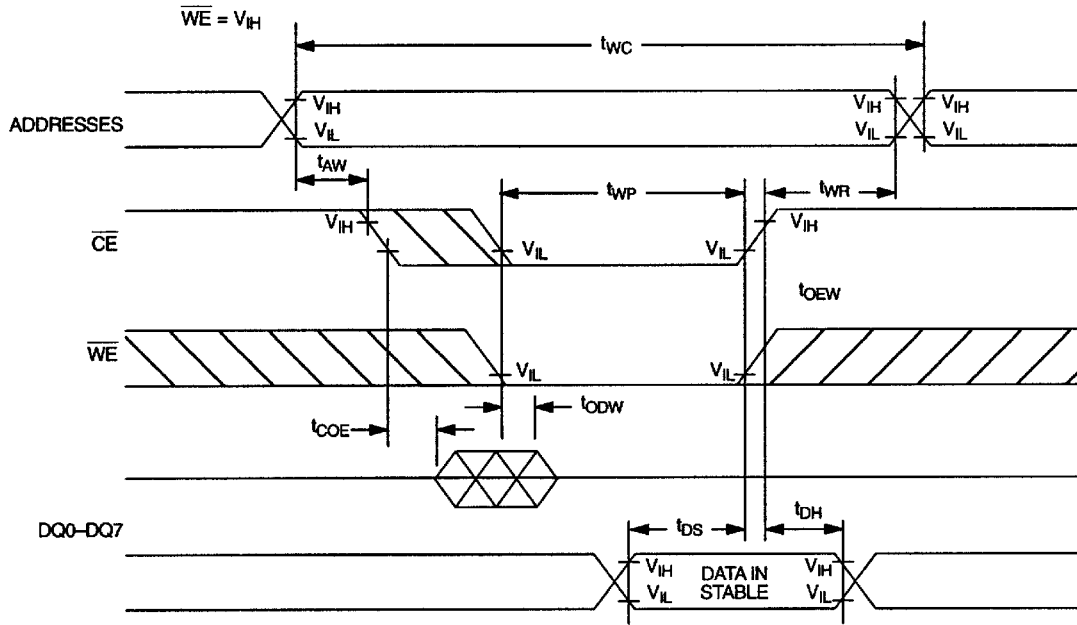 WE = VIH
tWC
ADDRESSES
VIH
VIH
VIH
VIL
VIL
VIL
tAW
tWP
tWR
CE
VIH
VIH
VIL
VIL
tOEW
WE
VIL
VIL
tODW
tCOE
DQ0–DQ7
tDS
tDH
VIH
DATA IN
VIH
VIL
STABLE
VIL